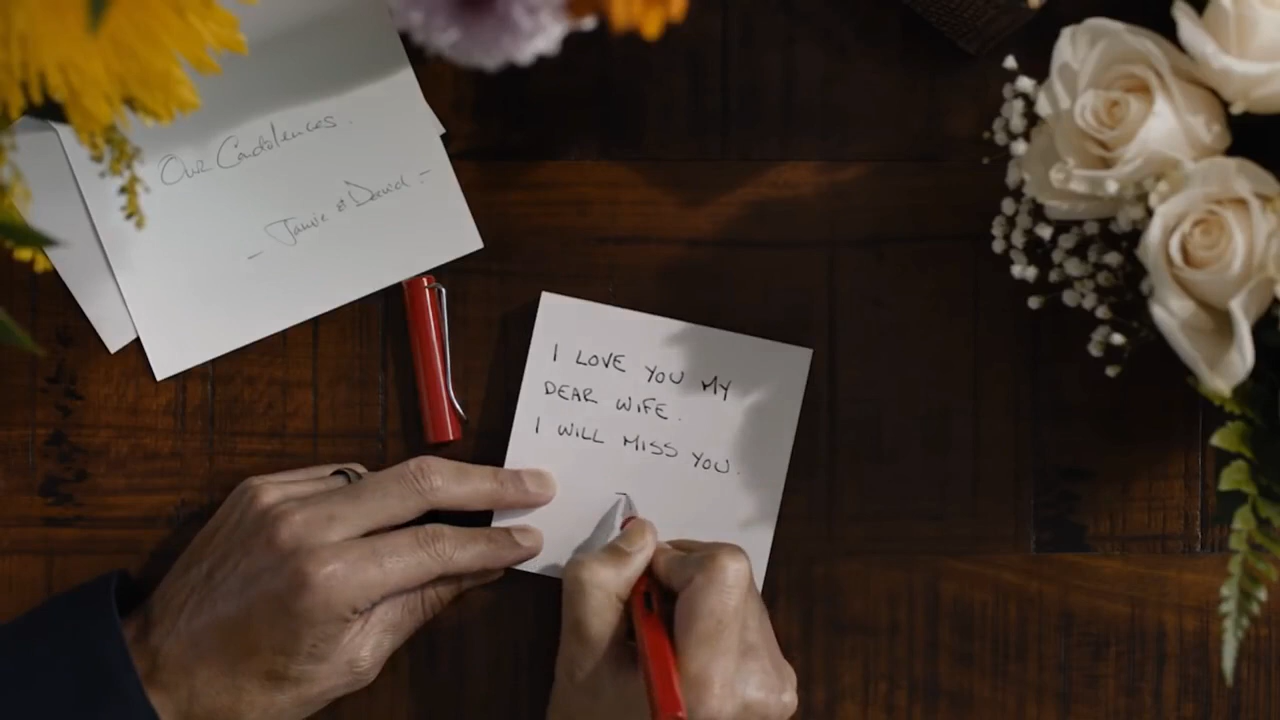 Our Condolences.
- Jamie & David -
I LOVE YOU MY
DEAR WIFE.
I WILL MISS YOU.